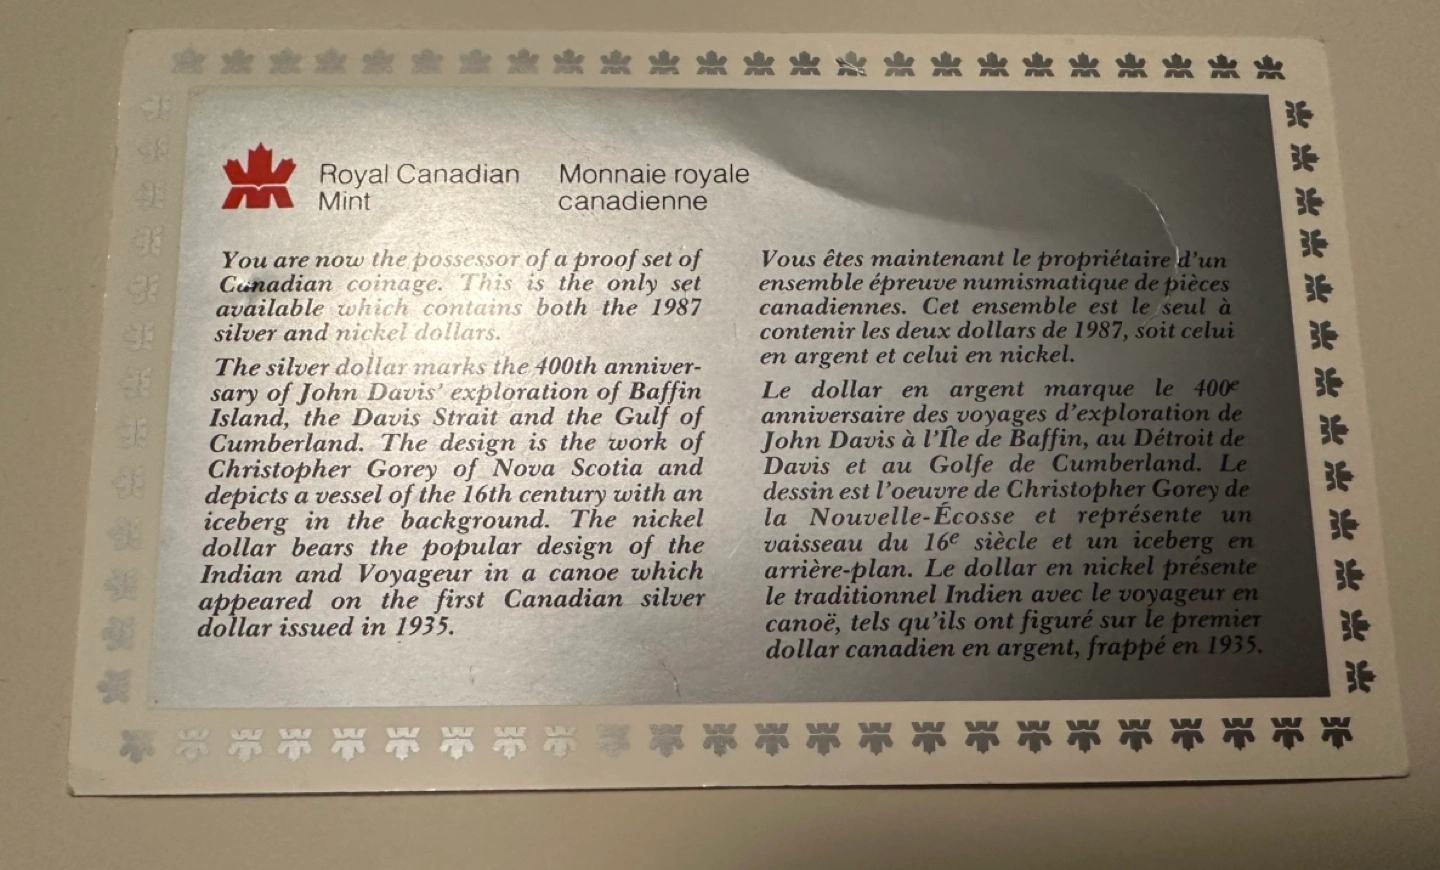 Royal Canadian
Mint
Monnaie royale
canadienne
You are now the possessor of a proof set of
Canadian coinage. This is the only set
available which contains both the 1987
silver and nickel dollars.
The silver dollar marks the 400th anniver-
sary of John Davis' exploration of Baffin
Island, the Davis Strait and the Gulf of
Cumberland. The design is the work of
Christopher Gorey of Nova Scotia and
depicts a vessel of the 16th century with an
iceberg in the background. The nickel
dollar bears the popular design of the
Indian and Voyageur in a canoe which
appeared on the first Canadian silver
dollar issued in 1935.
Vous êtes maintenant le propriétaire d'un
ensemble épreuve numismatique de pièces
canadiennes. Cet ensemble est le seul à
contenir les deux dollars de 1987, soit celui
en argent et celui en nickel.
Le dollar en argent marque le 400e
anniversaire des voyages d'exploration de
John Davis à l'Île de Baffin, au Détroit de
Davis et au Golfe de Cumberland. Le
dessin est l'oeuvre de Christopher Gorey de
la Nouvelle-Écosse et représente un
vaisseau du 16e siècle et un iceberg en
arrière-plan. Le dollar en nickel présente
le traditionnel Indien avec le voyageur en
canoë, tels qu'ils ont figuré sur le premier
dollar canadien en argent, frappé en 1935.